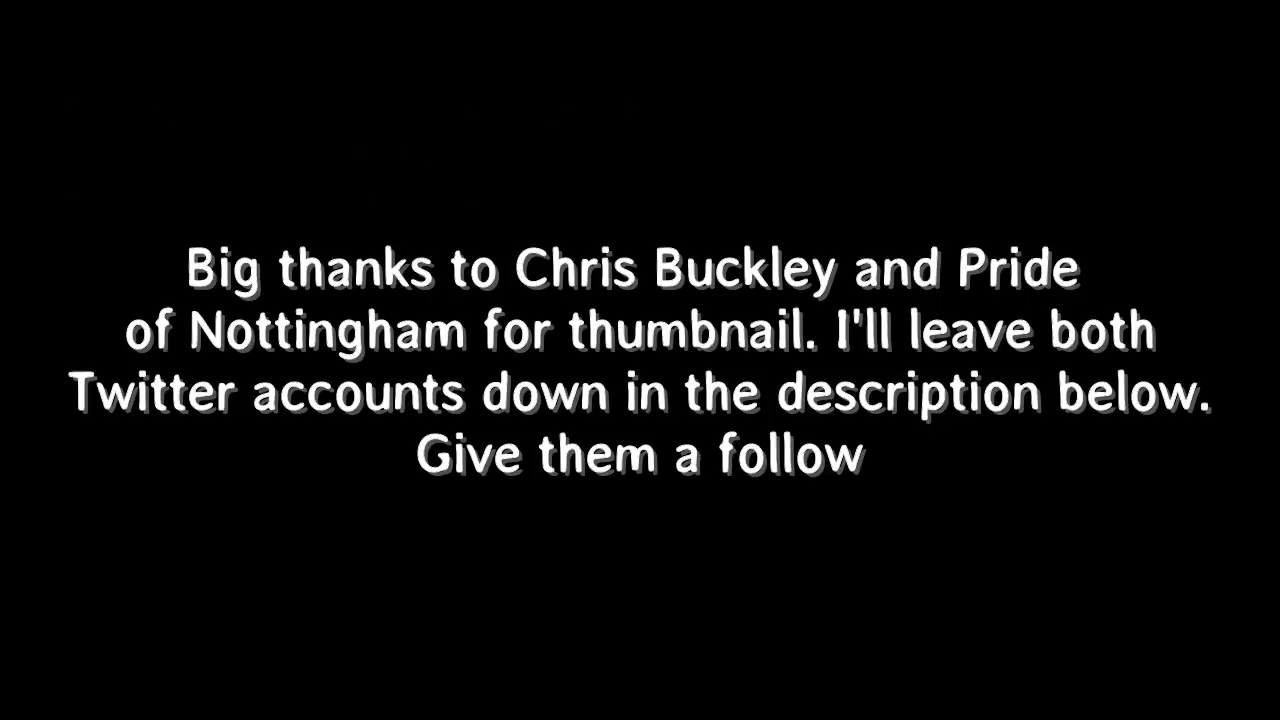 Big thanks to Chris Buckley and Pride
of Nottingham for thumbnail. I'll leave both
Twitter accounts down in the description below.
Give them a follow